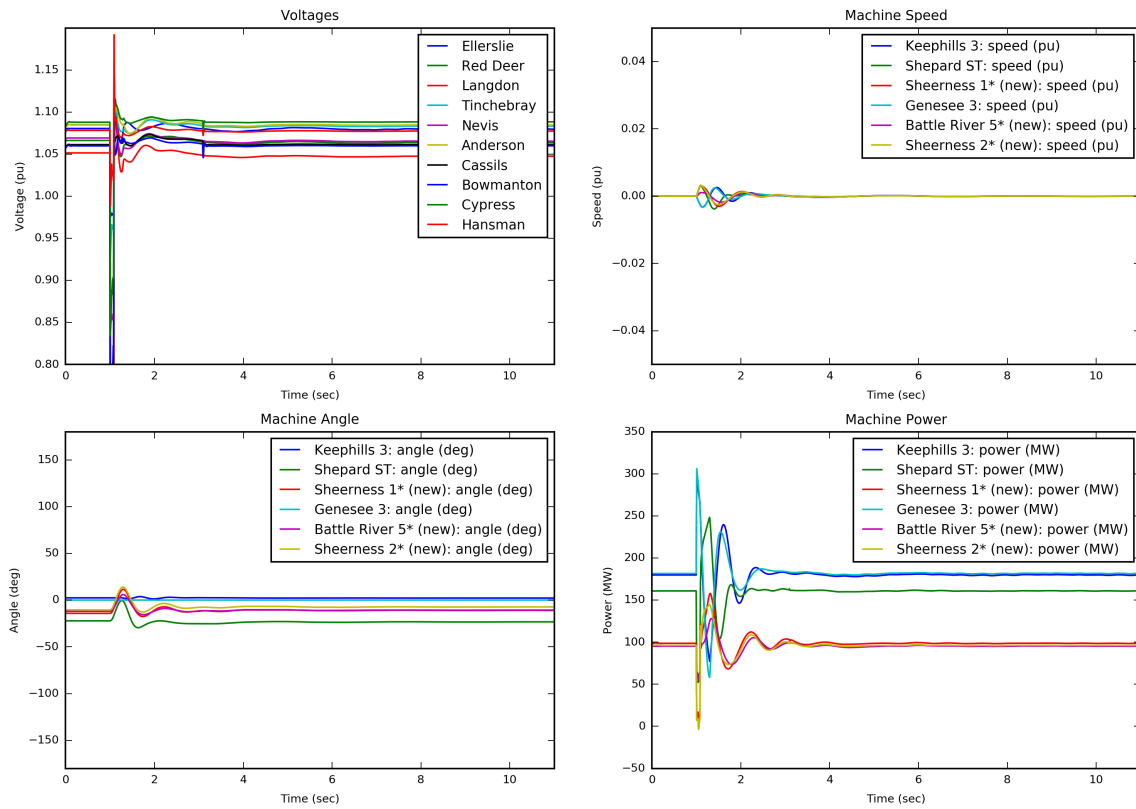 Voltages
1.15
1.10
1.05
1.00
0.95
0.90
0.85
0.80
Voltage (pu)
Ellerslie
Red Deer
Langdon
Tinchebray
Nevis
Anderson
Cassils
Bowmanton
Cypress
Hansman
0 2 4 6 8 10
Time (sec)
Machine Speed
0.04
0.02
0.00
−0.02
−0.04
Speed (pu)
Keephills 3: speed (pu)
Shepard ST: speed (pu)
Sheerness 1* (new): speed (pu)
Genesee 3: speed (pu)
Battle River 5* (new): speed (pu)
Sheerness 2* (new): speed (pu)
0 2 4 6 8 10
Time (sec)
Machine Angle
150
100
50
0
−50
−100
−150
Angle (deg)
Keephills 3: angle (deg)
Shepard ST: angle (deg)
Sheerness 1* (new): angle (deg)
Genesee 3: angle (deg)
Battle River 5* (new): angle (deg)
Sheerness 2* (new): angle (deg)
0 2 4 6 8 10
Time (sec)
Machine Power
350
300
250
200
150
100
50
0
−50
Power (MW)
Keephills 3: power (MW)
Shepard ST: power (MW)
Sheerness 1* (new): power (MW)
Genesee 3: power (MW)
Battle River 5* (new): power (MW)
Sheerness 2* (new): power (MW)
0 2 4 6 8 10
Time (sec)